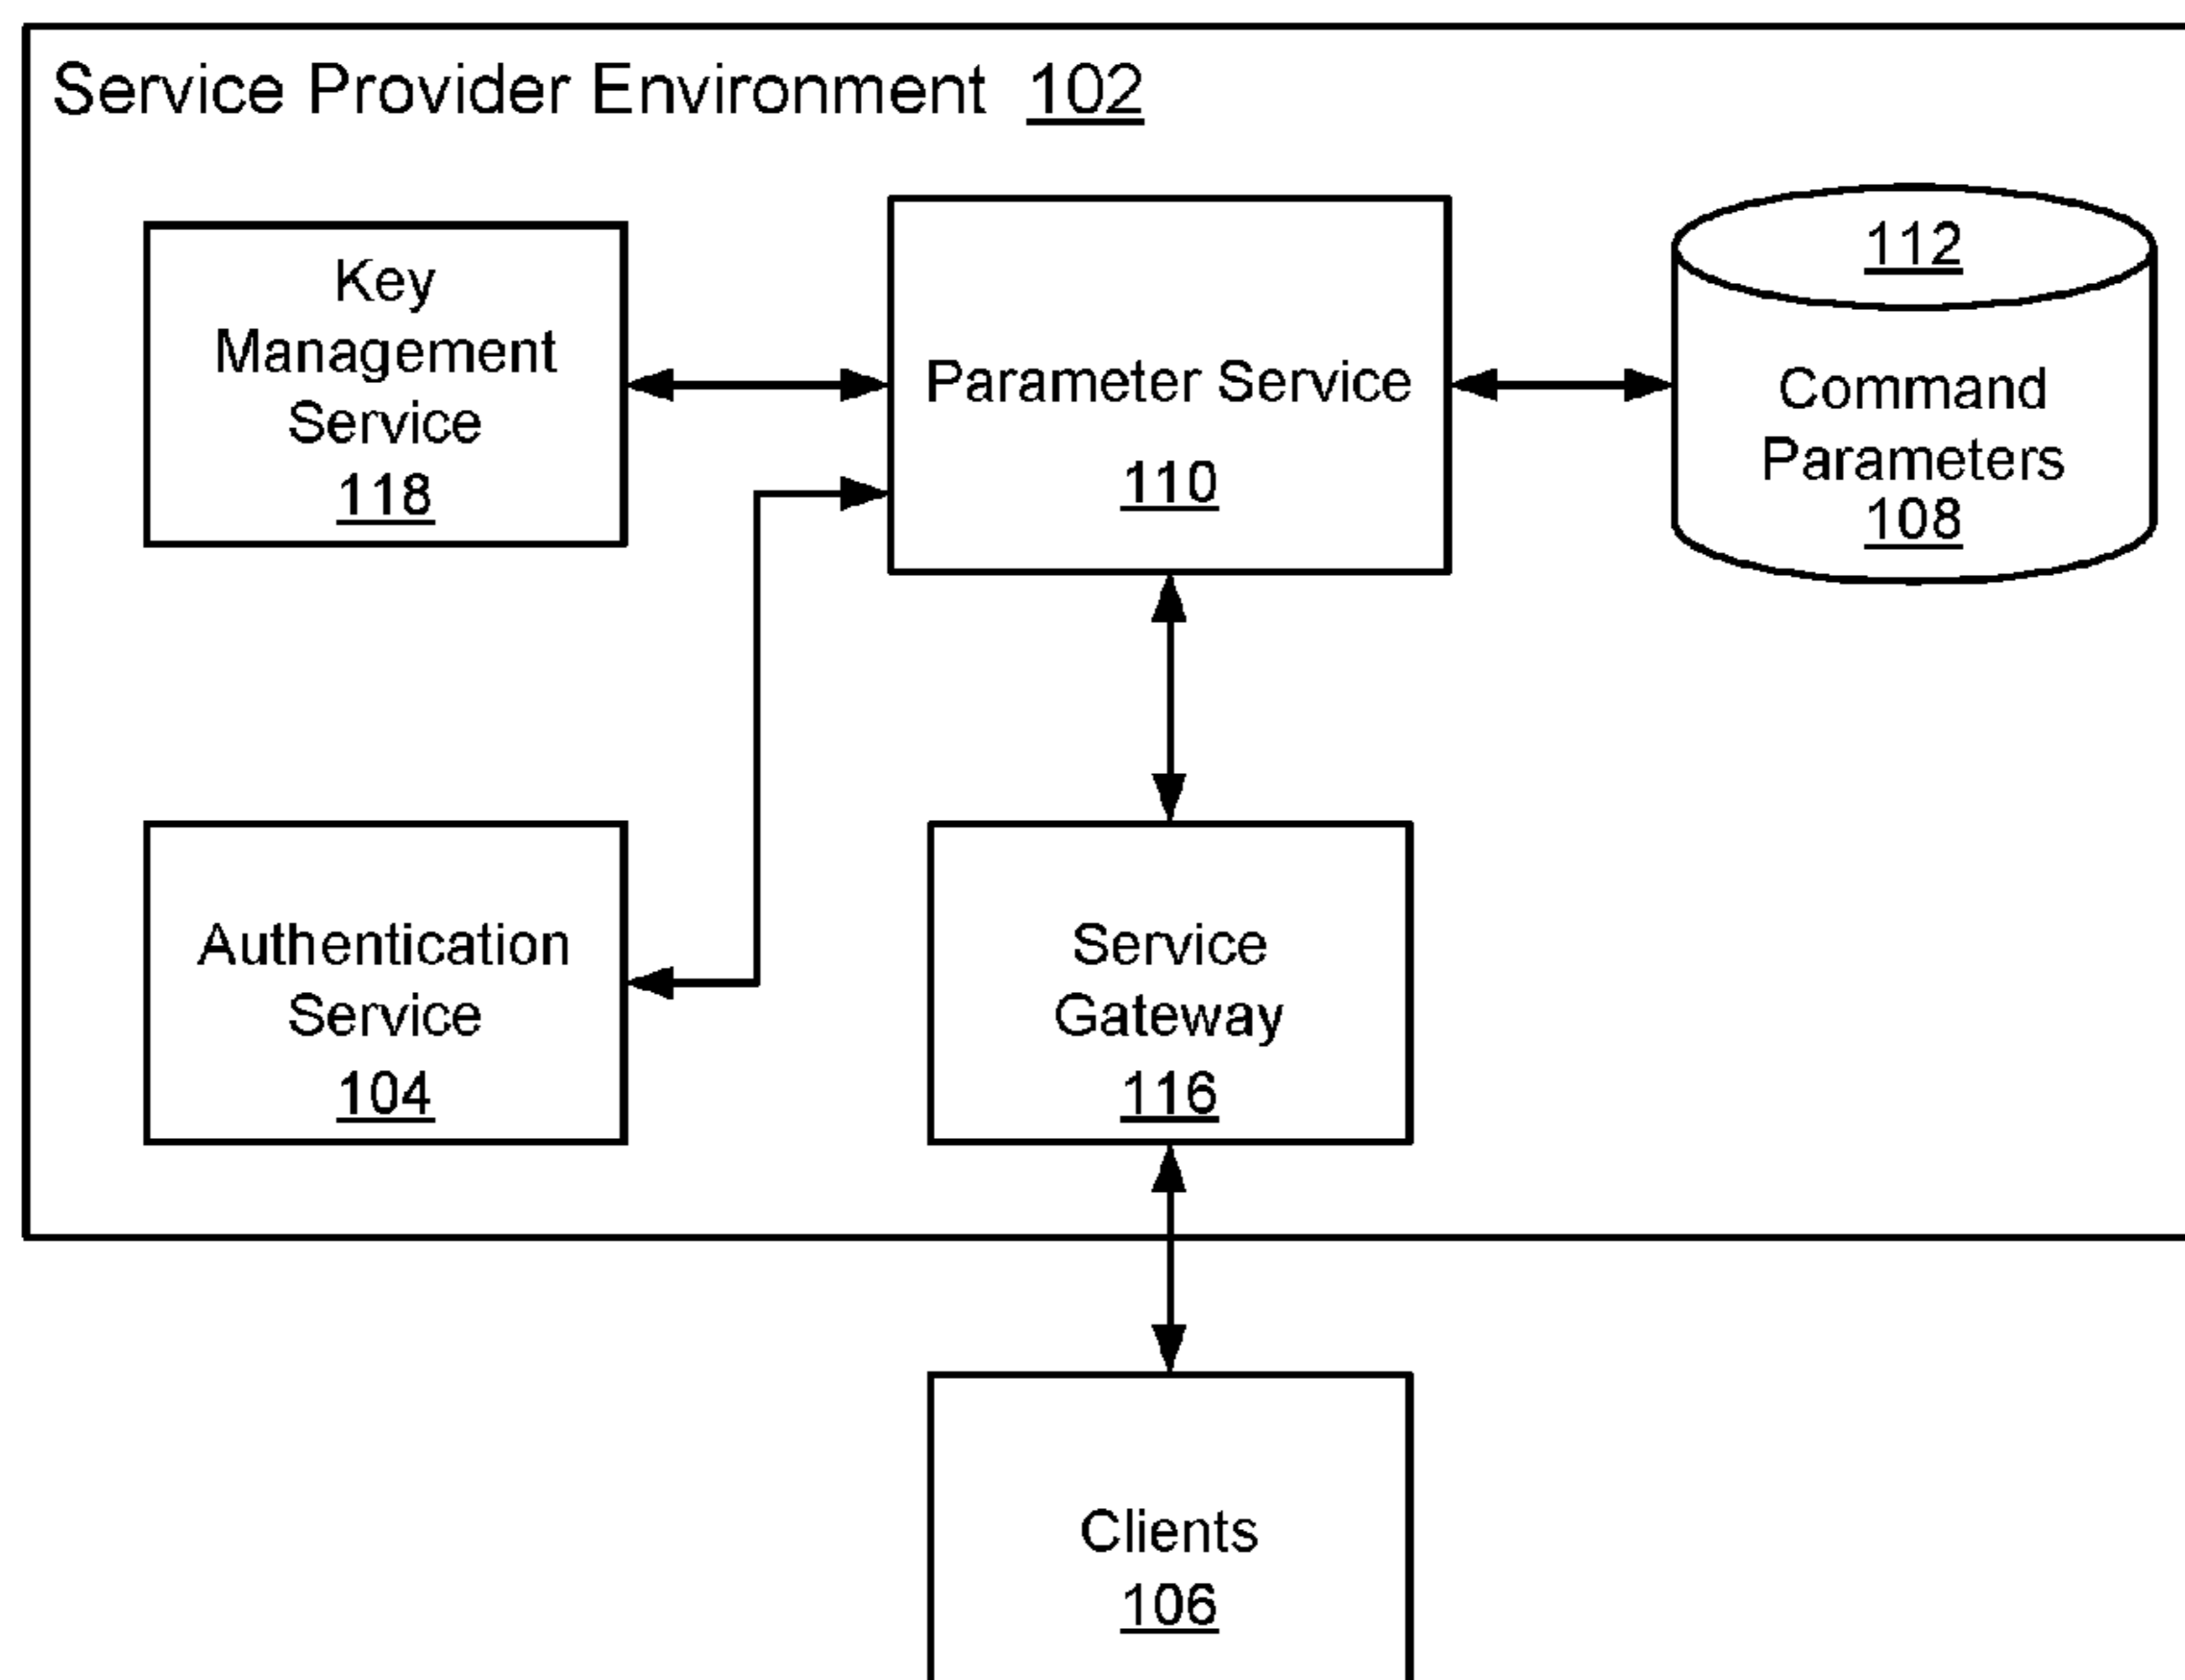 Service Provider Environment 102
Key
Management
Service
118
Parameter Service
110
112
Command
Parameters
108
Authentication
Service
104
Service
Gateway
116
Clients
106